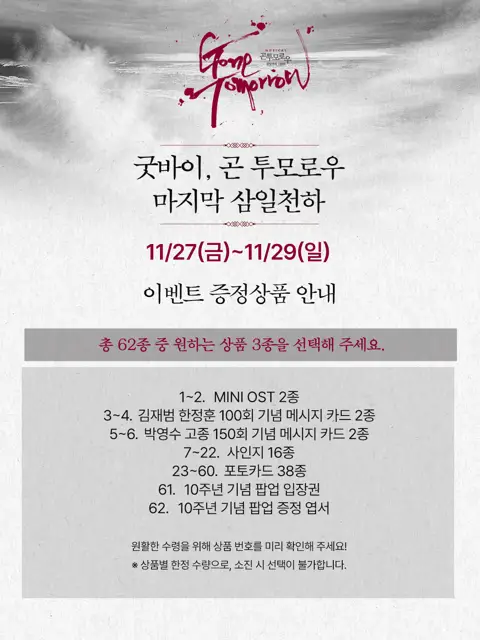 Gone
Tomorrow
곤투모로우
굿바이, 곤 투모로우
마지막 삼일천하
11/27(금)~11/29(일)
이벤트 증정상품 안내
총 62종 중 원하는 상품 3종을 선택해 주세요.
1~2. MINI OST 2종
3~4. 김재범 한정훈 100회 기념 메시지 카드 2종
5~6. 박영수 고종 150회 기념 메시지 카드 2종
7~22. 사인지 16종
23~60. 포토카드 38종
61. 10주년 기념 팝업 입장권
62. 10주년 기념 팝업 증정 엽서
원활한 수령을 위해 상품 번호를 미리 확인해 주세요!
※ 상품별 한정 수량으로, 소진 시 선택이 불가합니다.